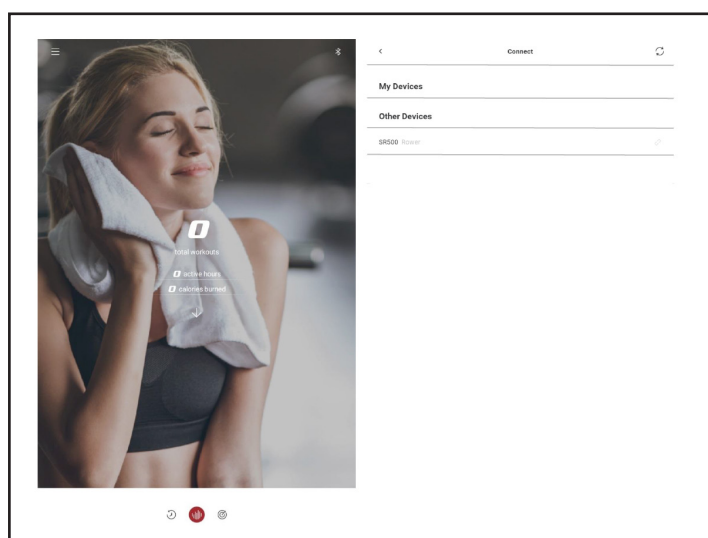 0
total workouts
0 active hours
0 calories burned
Connect
My Devices
Other Devices
SR500 Rower